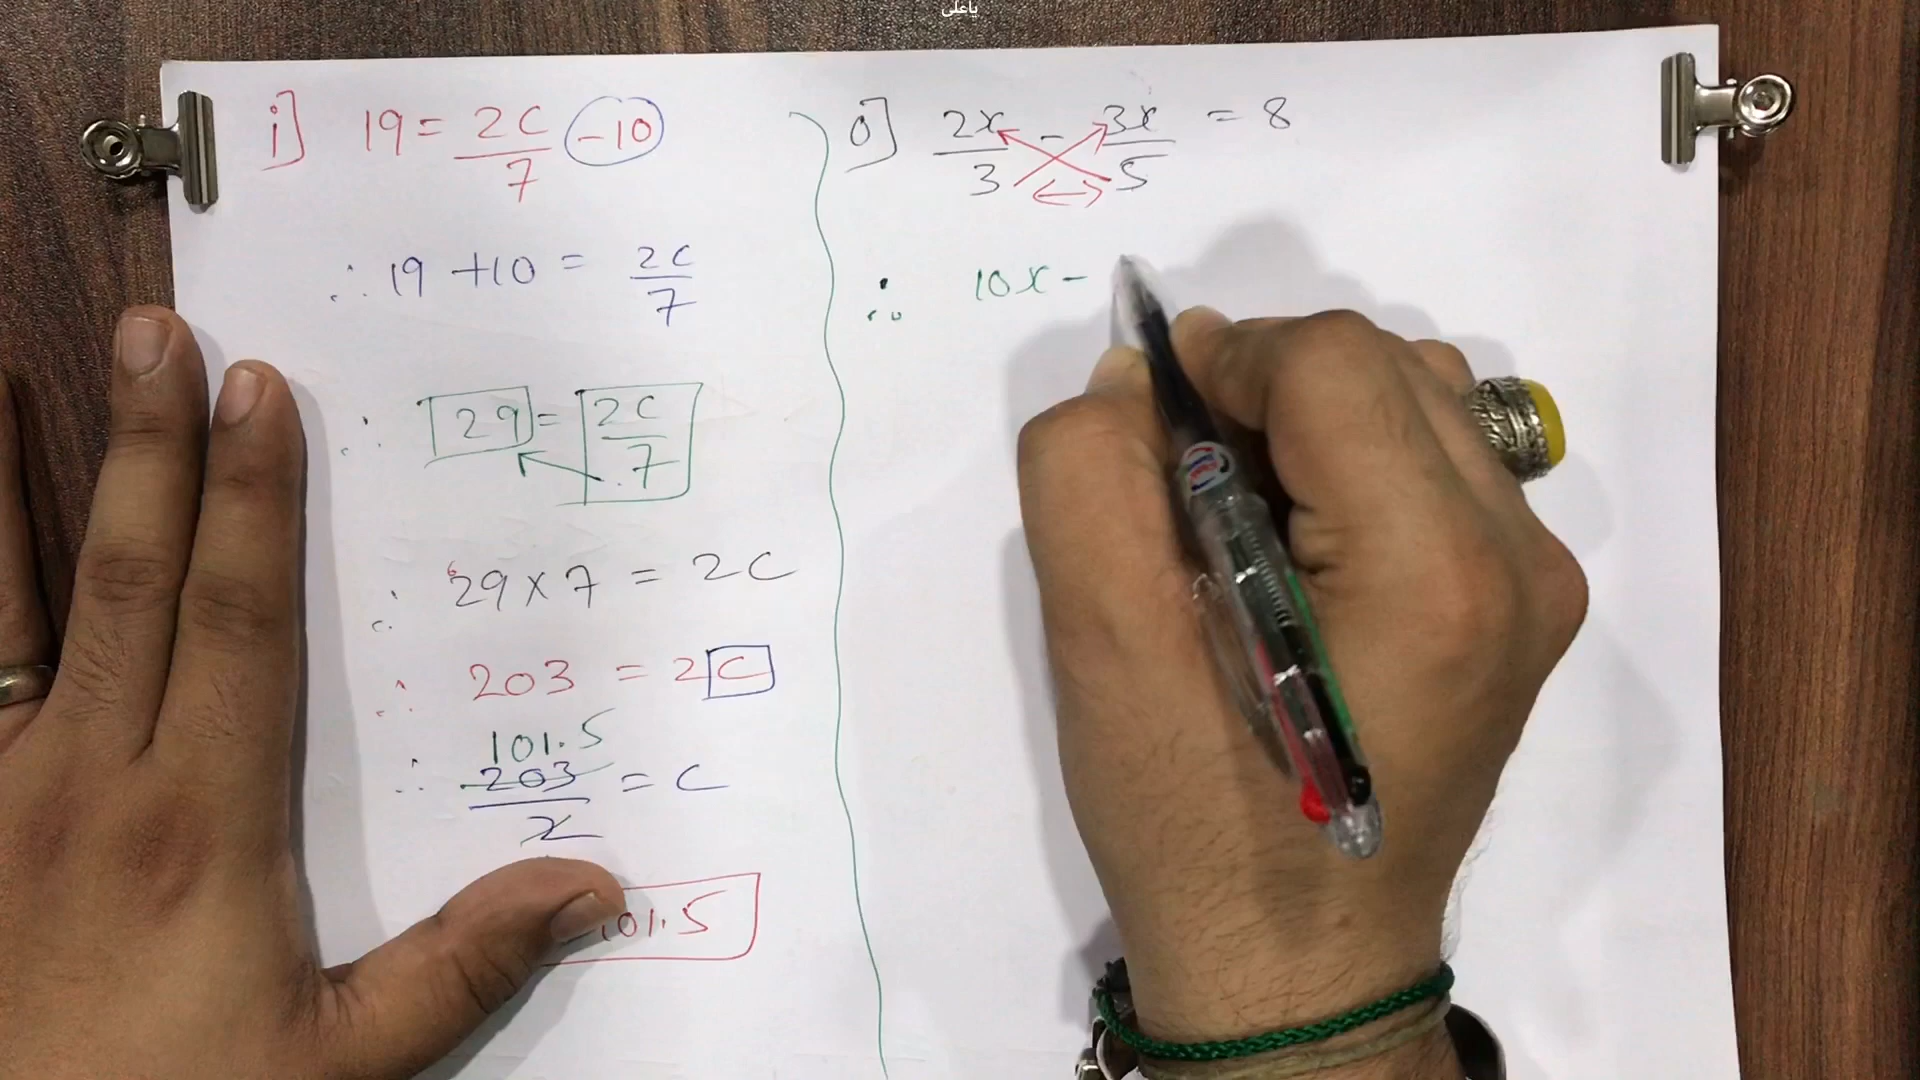 ياعلى
i] 19 = 2c/7 -10
∴ 19 +10 = 2c/7
∴ 29 = 2c/7
∴ 29 × 7 = 2c
∴ 203 = 2c
101.5
∴ 203/2 = c
101.5
o] 2x/3 - 3x/5 = 8
∴ 10x -